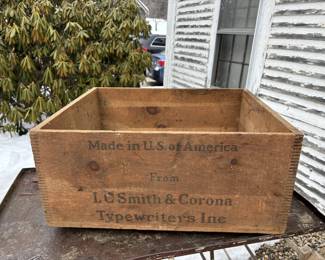 Made in U.S. of America
From
L C Smith & Corona
Typewriters Inc